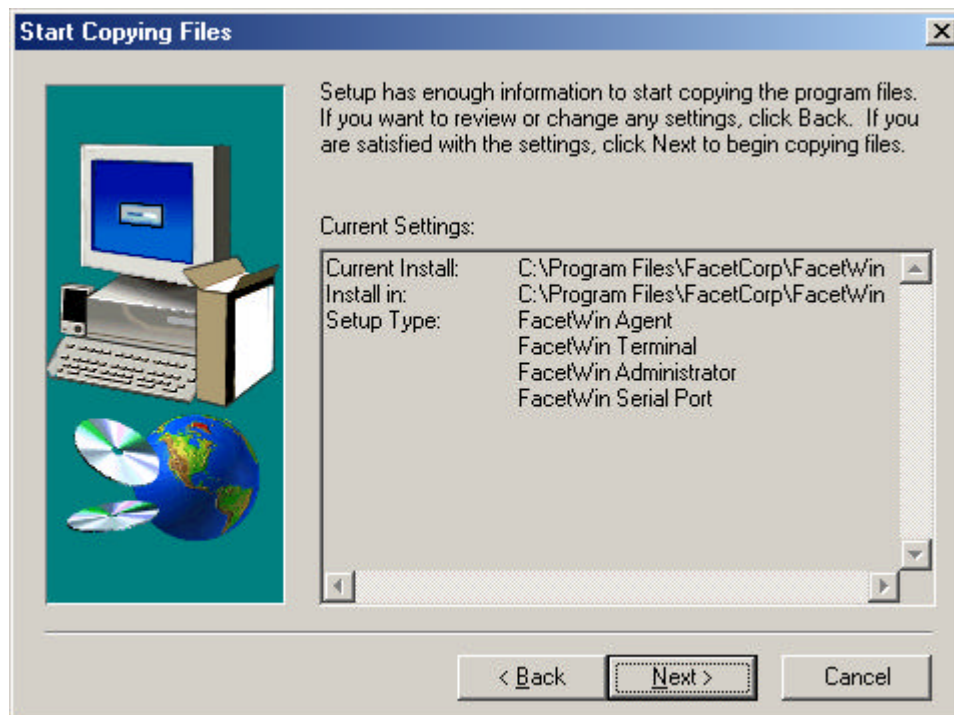 Start Copying Files
Setup has enough information to start copying the program files.
If you want to review or change any settings, click Back.  If you
are satisfied with the settings, click Next to begin copying files.
Current Settings:
Current Install: C:\Program Files\FacetCorp\FacetWin
Install in: C:\Program Files\FacetCorp\FacetWin
Setup Type: FacetWin Agent
FacetWin Terminal
FacetWin Administrator
FacetWin Serial Port
< Back Next > Cancel